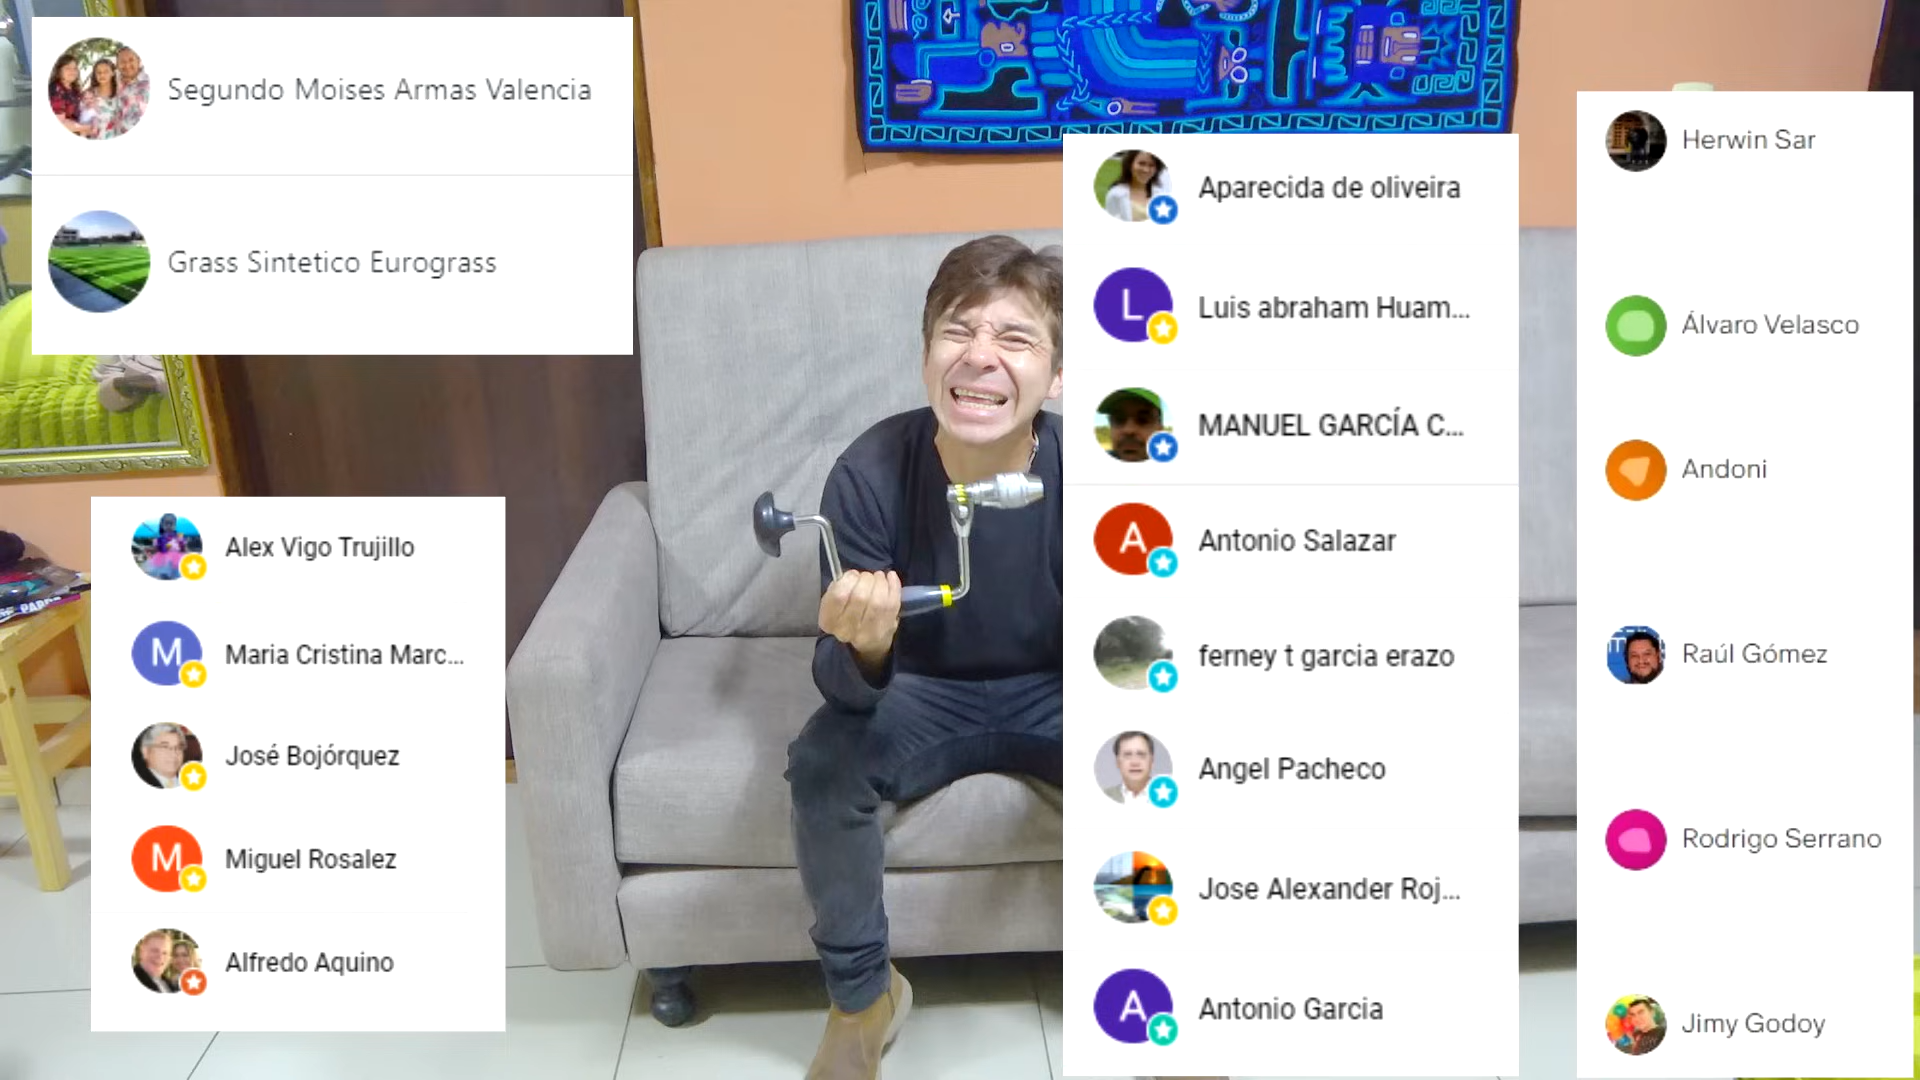 Segundo Moises Armas Valencia
Grass Sintetico Eurograss
Alex Vigo Trujillo
M Maria Cristina Marc...
José Bojórquez
M Miguel Rosalez
Alfredo Aquino
Aparecida de oliveira
L Luis abraham Huam...
MANUEL GARCÍA C...
A Antonio Salazar
ferney t garcia erazo
Angel Pacheco
Jose Alexander Roj...
A Antonio Garcia
Herwin Sar
Álvaro Velasco
Andoni
Raúl Gómez
Rodrigo Serrano
Jimy Godoy